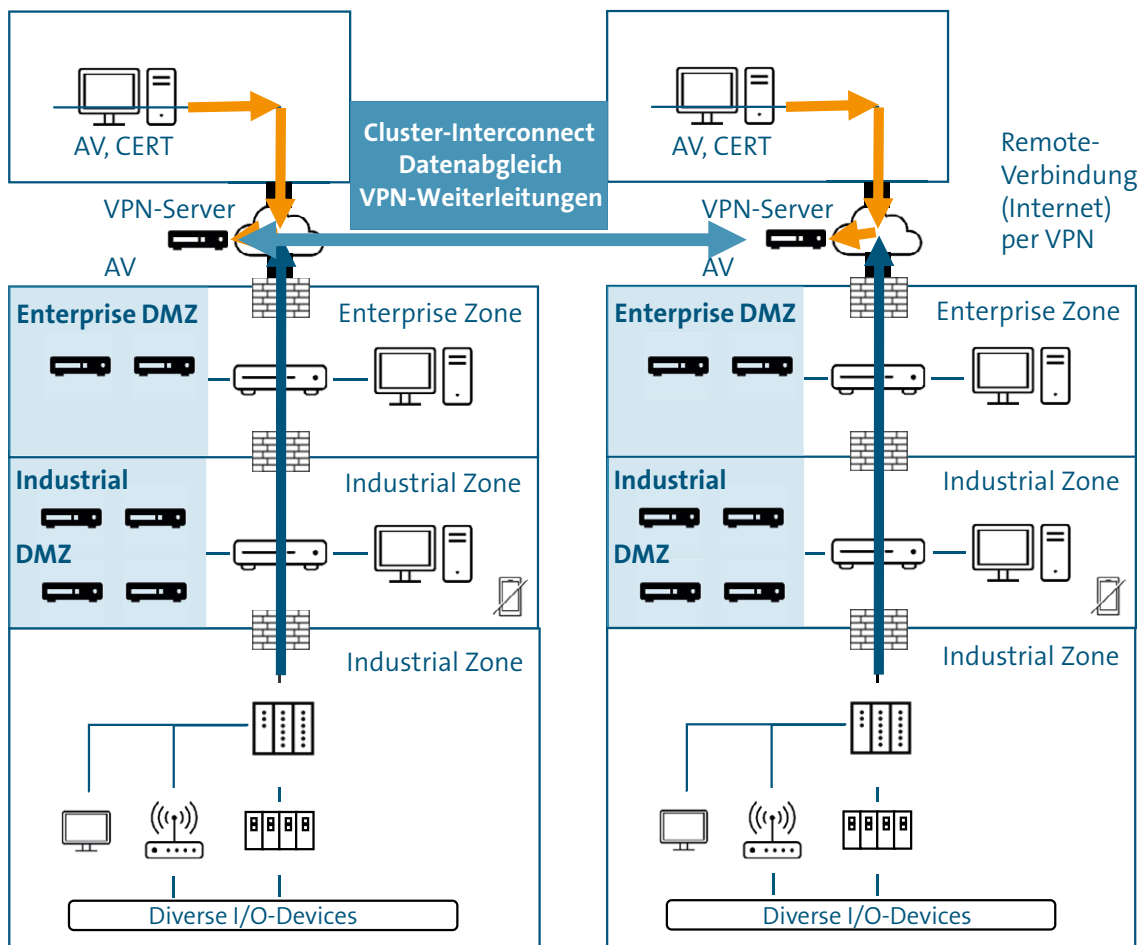 AV, CERT
Cluster-Interconnect
Datenabgleich
VPN-Weiterleitungen
AV, CERT
Remote-
Verbindung
(Internet)
per VPN
VPN-Server
AV
VPN-Server
AV
Enterprise DMZ
Enterprise Zone
Industrial
DMZ
Industrial Zone
Industrial Zone
Diverse I/O-Devices
Enterprise DMZ
Enterprise Zone
Industrial
DMZ
Industrial Zone
Industrial Zone
Diverse I/O-Devices